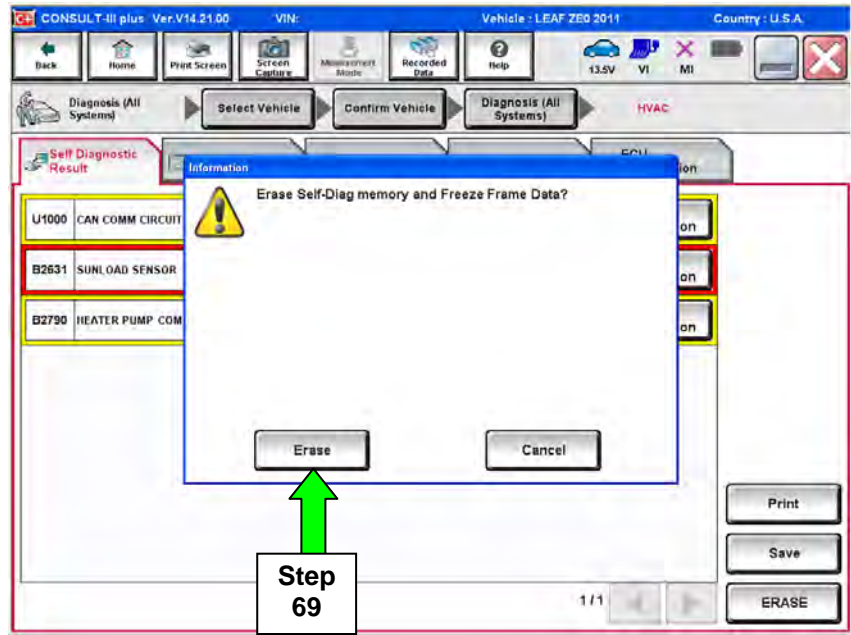 CONSULT-III plus Ver.V14.21.00 VIN: Vehicle : LEAF ZE0 2011 Country : U.S.A.
Back Home Print Screen Screen Capture Measurement Mode Recorded Data Help 13.5V VI MI
Diagnosis (All Systems) Select Vehicle Confirm Vehicle Diagnosis (All Systems) HVAC
Self Diagnostic Result
Information
Erase Self-Diag memory and Freeze Frame Data?
U1000 CAN COMM CIRCUIT
B2631 SUNLOAD SENSOR
B2790 HEATER PUMP COM
Erase Cancel
Print
Save
Step
69
1/1 ERASE